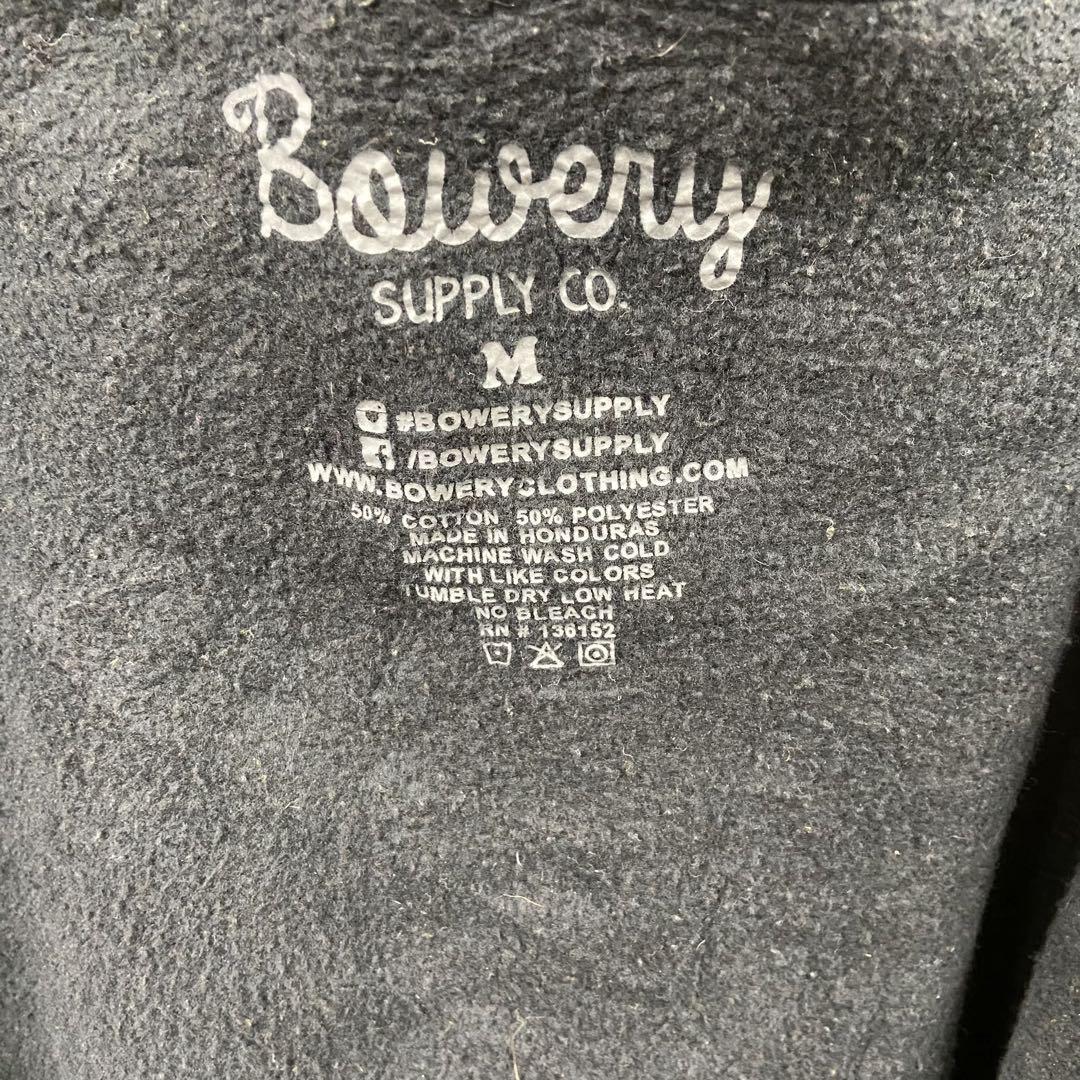 Bowery
SUPPLY CO.
M
#BOWERYSUPPLY
/BOWERYSUPPLY
WWW.BOWERYCLOTHING.COM
50% COTTON 50% POLYESTER
MADE IN HONDURAS
MACHINE WASH COLD
WITH LIKE COLORS
TUMBLE DRY LOW HEAT
NO BLEACH
RN # 136152